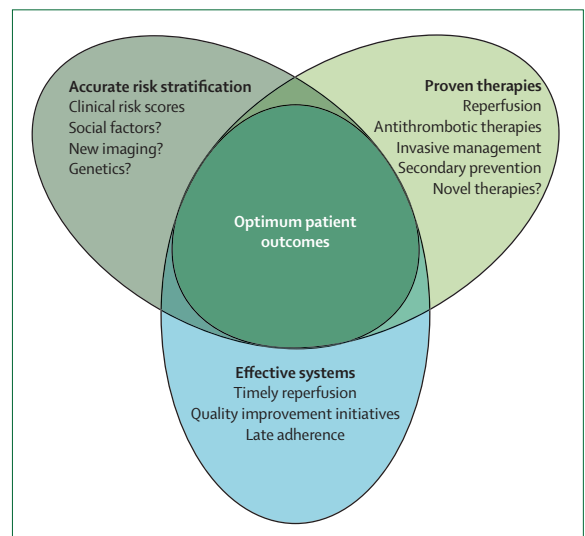 Accurate risk stratification
Clinical risk scores
Social factors?
New imaging?
Genetics?
Proven therapies
Reperfusion
Antithrombotic therapies
Invasive management
Secondary prevention
Novel therapies?
Optimum patient
outcomes
Effective systems
Timely reperfusion
Quality improvement initiatives
Late adherence